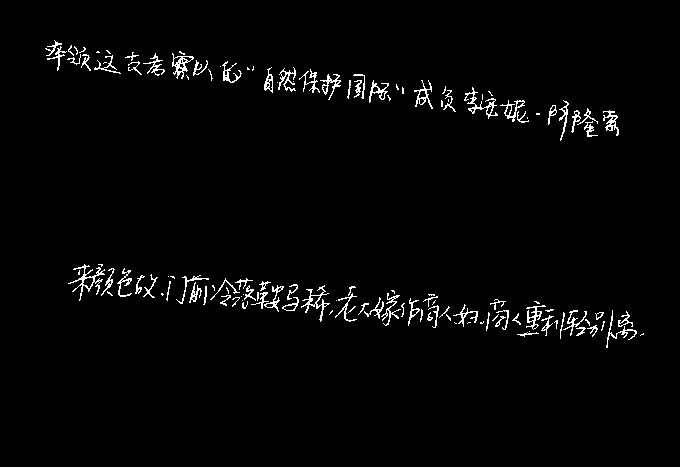 率领这支考察队的“自然保护国际”成员李安妮·阿隆索
来颜色故.门前冷落鞍马稀,老大嫁作商人妇.商人重利轻别离.